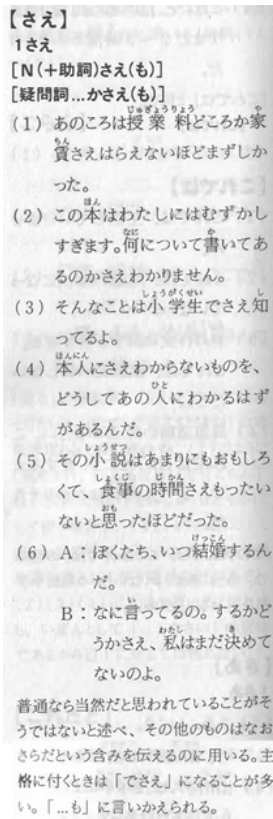 【さえ】
1さえ
[N(+助詞)さえ(も)]
[疑問詞…かさえ(も)]
(1) あのころは授業料どころか家
賃さえはらえないほどまずしか
った。
(2) この本はわたしにはむずかし
すぎます。何について書いてあ
るのかさえわかりません。
(3) そんなことは小学生でさえ知
ってるよ。
(4) 本人にさえわからないものを、
どうしてあの人にわかるはず
があるんだ。
(5) その小説はあまりにもおもしろ
くて、食事の時間さえもったい
ないと思ったほどだった。
(6) A：ぼくたち、いつ結婚するん
だ。
B：なに言ってるの。するかど
うかさえ、私はまだ決めて
ないのよ。
普通なら当然だと思われていることがそ
うではないと述べ、その他のものはなお
さらだという含みを伝えるのに用いる。主
格に付くときは「でさえ」になることが多
い。「…も」に言いかえられる。